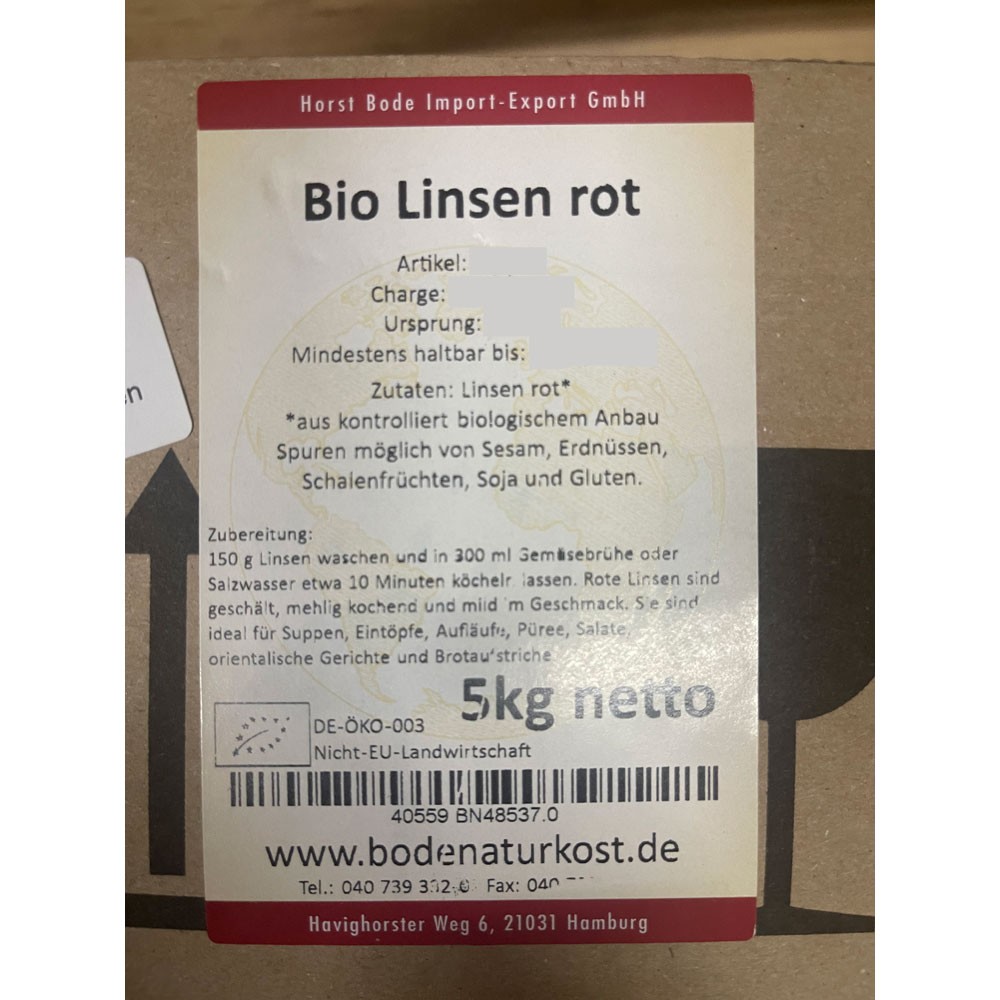 Horst Bode Import-Export GmbH
Bio Linsen rot
Artikel:
Charge:
Ursprung:
Mindestens haltbar bis:
Zutaten: Linsen rot*
*aus kontrolliert biologischem Anbau
Spuren möglich von Sesam, Erdnüssen,
Schalenfrüchten, Soja und Gluten.
Zubereitung:
150 g Linsen waschen und in 300 ml Gemüsebrühe oder
Salzwasser etwa 10 Minuten köcheln lassen. Rote Linsen sind
geschält, mehlig kochend und mild im Geschmack. Sie sind
ideal für Suppen, Eintöpfe, Aufläufe, Püree, Salate,
orientalische Gerichte und Brotaufstriche
5kg netto
DE-ÖKO-003
Nicht-EU-Landwirtschaft
40559 BN48537.0
www.bodenaturkost.de
Tel.: 040 739 Fax: 040
Havighorster Weg 6, 21031 Hamburg